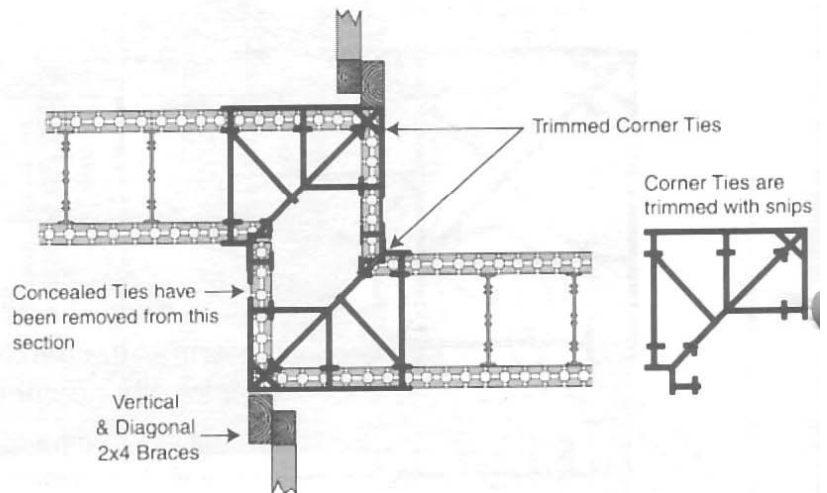 Trimmed Corner Ties
Corner Ties are
trimmed with snips
Concealed Ties have
been removed from this
section
Vertical
& Diagonal
2x4 Braces